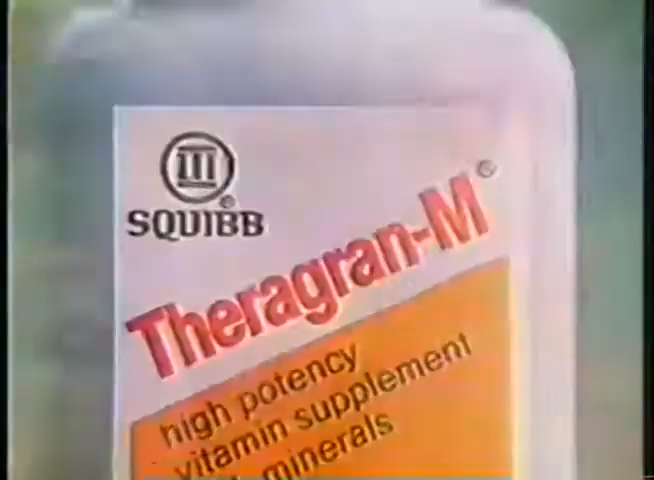 SQUIBB®
Theragran-M®
high potency
vitamin supplement
minerals